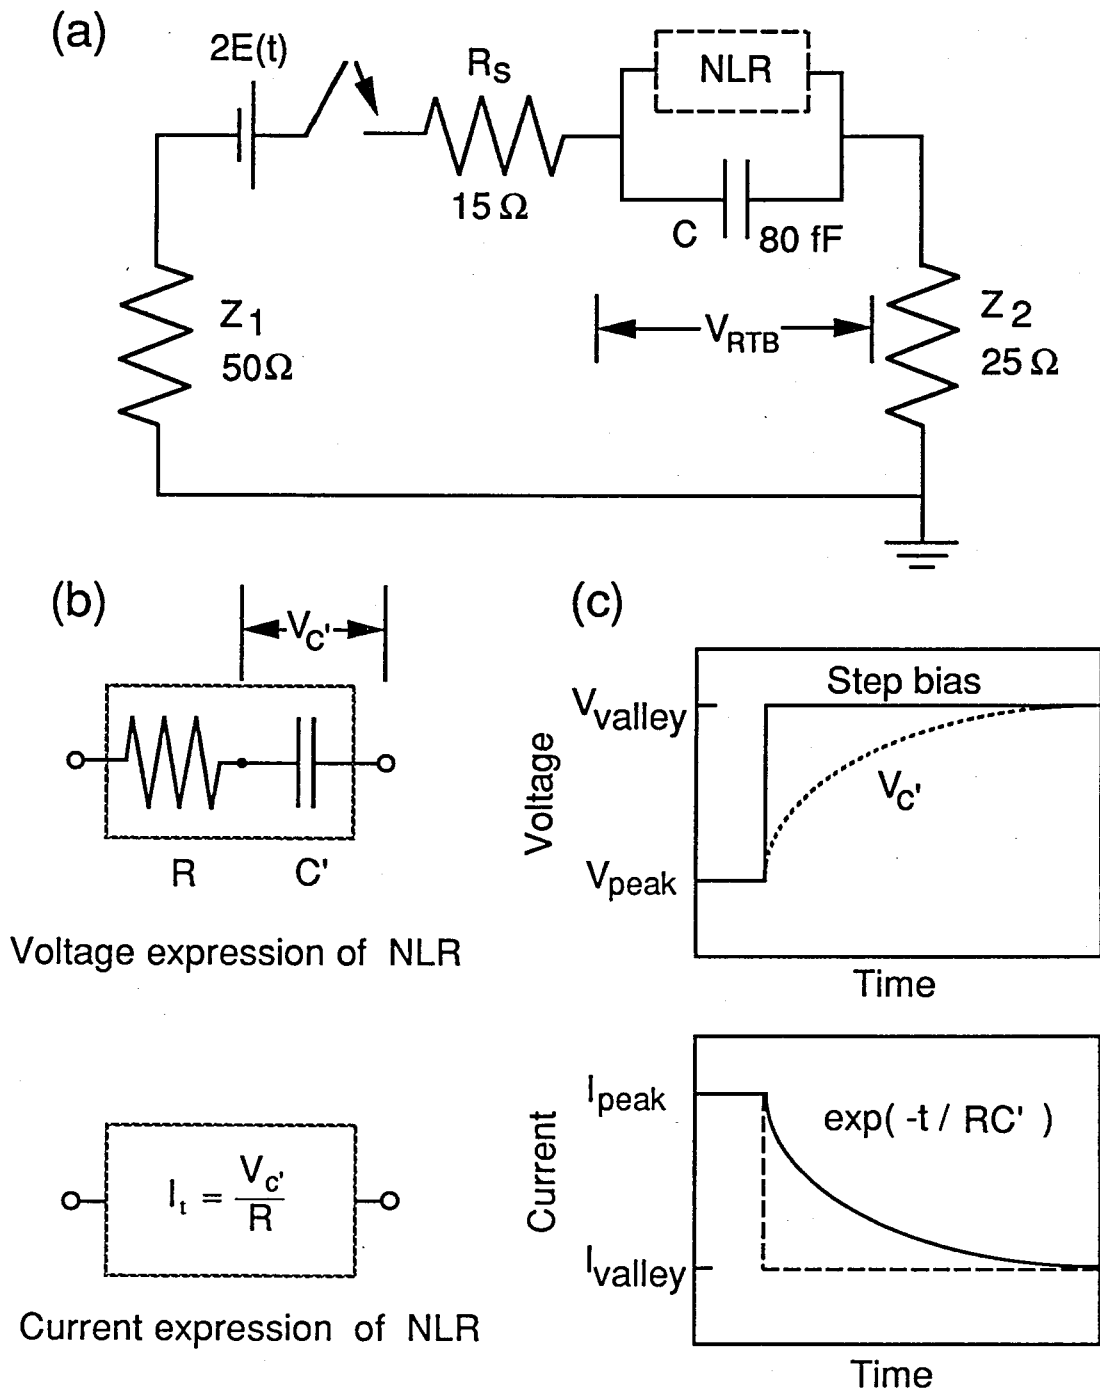 (a)
2E(t)
Rs
15 Ω
NLR
C
80 fF
Z1
50Ω
VRTB
Z2
25 Ω
(b)
VC'
R
C'
Voltage expression of NLR
It = Vc' / R
Current expression of NLR
(c)
Voltage
Vvalley
Vpeak
Step bias
VC'
Time
Current
Ipeak
Ivalley
exp( -t / RC' )
Time